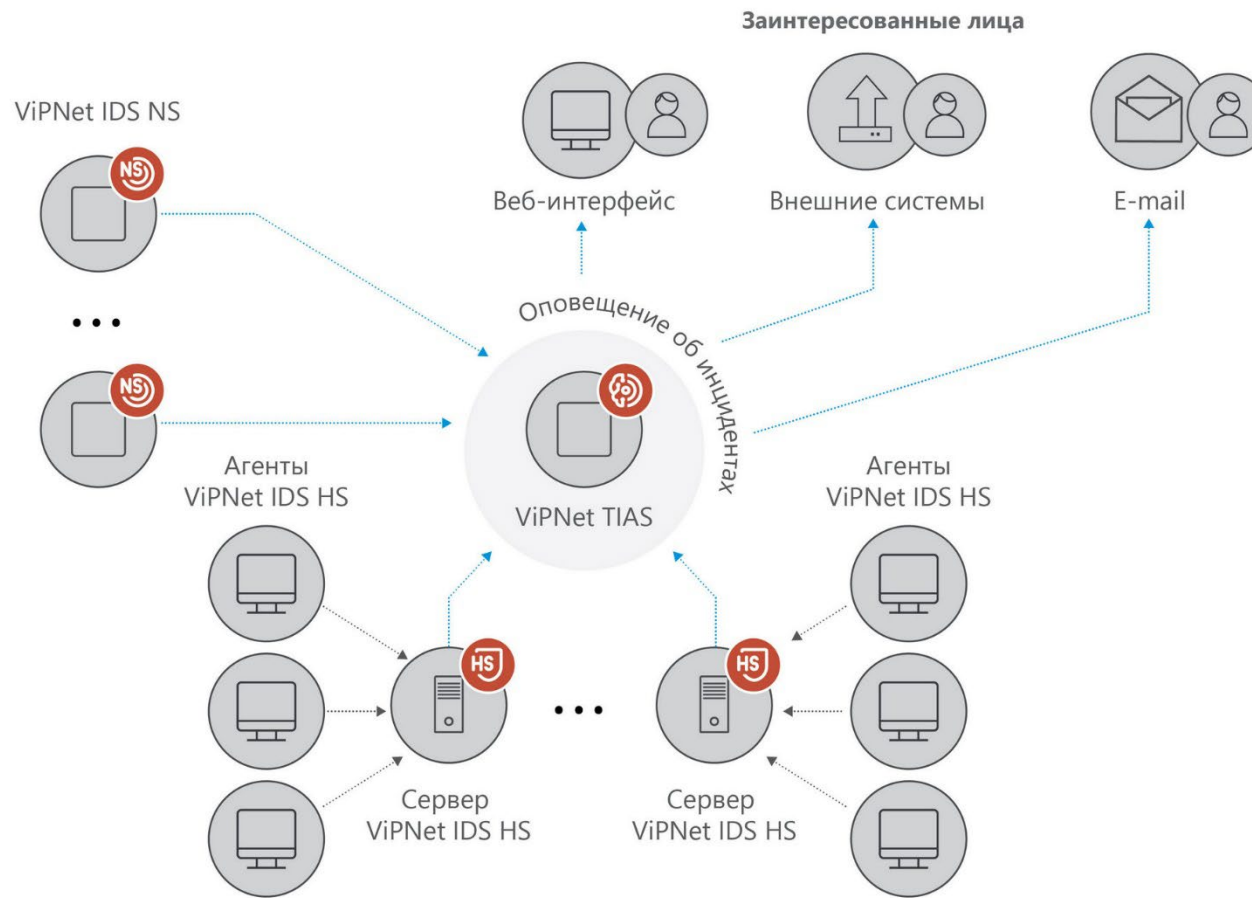 Заинтересованные лица
ViPNet IDS NS
NS
Веб-интерфейс
Внешние системы
E-mail
Оповещение об инцидентах
NS
ViPNet TIAS
Агенты
ViPNet IDS HS
Агенты
ViPNet IDS HS
HS
HS
Сервер
ViPNet IDS HS
Сервер
ViPNet IDS HS